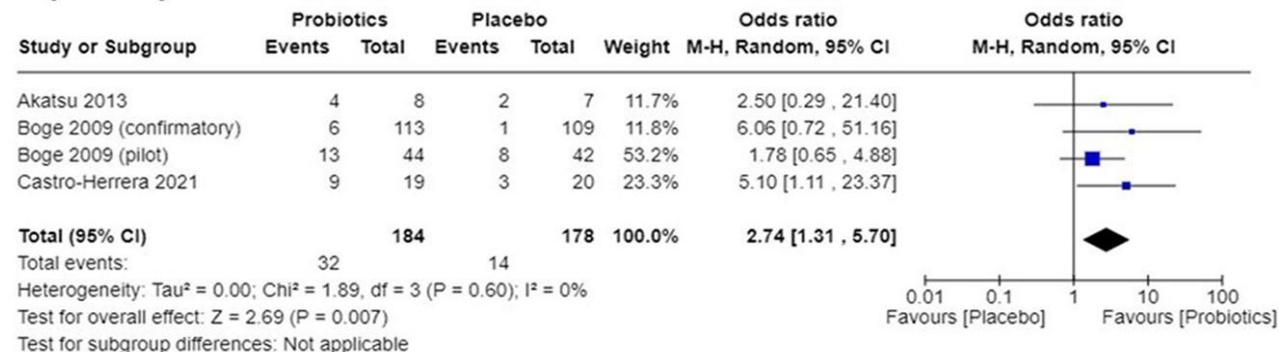 Probiotics Placebo Odds ratio Odds ratio
Study or Subgroup Events Total Events Total Weight M-H, Random, 95% CI M-H, Random, 95% CI
Akatsu 2013 4 8 2 7 11.7% 2.50 [0.29 , 21.40]
Boge 2009 (confirmatory) 6 113 1 109 11.8% 6.06 [0.72 , 51.16]
Boge 2009 (pilot) 13 44 8 42 53.2% 1.78 [0.65 , 4.88]
Castro-Herrera 2021 9 19 3 20 23.3% 5.10 [1.11 , 23.37]
Total (95% CI) 184 178 100.0% 2.74 [1.31 , 5.70]
Total events: 32 14
Heterogeneity: Tau² = 0.00; Chi² = 1.89, df = 3 (P = 0.60); I² = 0%
Test for overall effect: Z = 2.69 (P = 0.007)
Test for subgroup differences: Not applicable
0.01 0.1 1 10 100
Favours [Placebo] Favours [Probiotics]